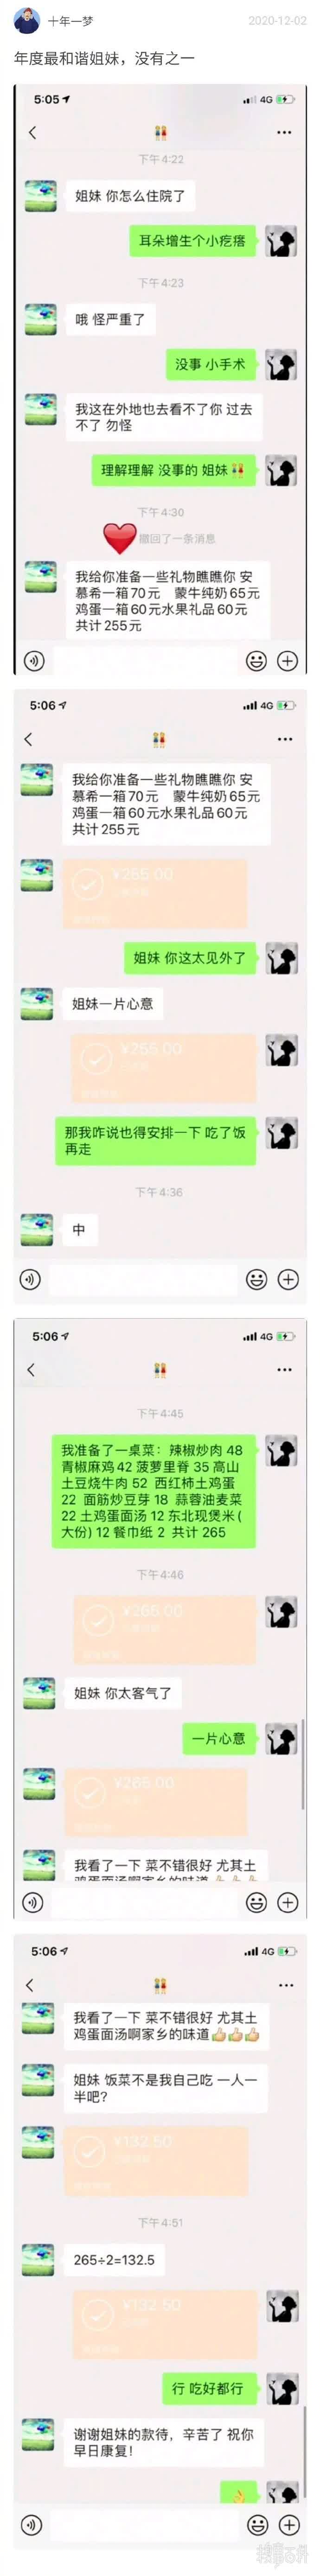 十年一梦
2020-12-02
年度最和谐姐妹，没有之一
5:05
4G
下午4:22
姐妹 你怎么住院了
耳朵增生个小疙瘩
下午4:23
哦 怪严重了
没事 小手术
我这在外地也去看不了你 过去
不了 勿怪
理解理解 没事的 姐妹
下午4:30
撤回了一条消息
我给你准备一些礼物瞧瞧你 安
慕希一箱70元 蒙牛纯奶65元
鸡蛋一箱60元水果礼品60元
共计255元
5:06
4G
我给你准备一些礼物瞧瞧你 安
慕希一箱70元 蒙牛纯奶65元
鸡蛋一箱60元水果礼品60元
共计255元
¥255.00
姐妹 你这太见外了
姐妹一片心意
¥255.00
那我咋说也得安排一下 吃了饭
再走
下午4:36
中
5:06
4G
下午4:45
我准备了一桌菜：辣椒炒肉 48
青椒麻鸡 42 菠萝里脊 35 高山
土豆烧牛肉 52 西红柿土鸡蛋
22 面筋炒豆芽 18 蒜蓉油麦菜
22 土鸡蛋面汤 12 东北现煲米 (
大份) 12 餐巾纸 2 共计 265
下午4:46
¥265.00
姐妹 你太客气了
一片心意
¥265.00
我看了一下 菜不错很好 尤其土
鸡蛋面汤啊家乡的味道
5:06
4G
我看了一下 菜不错很好 尤其土
鸡蛋面汤啊家乡的味道
姐妹 饭菜不是我自己吃 一人一
半吧？
¥132.50
下午4:51
265÷2=132.5
¥132.50
行 吃好都行
谢谢姐妹的款待，辛苦了 祝你
早日康复！